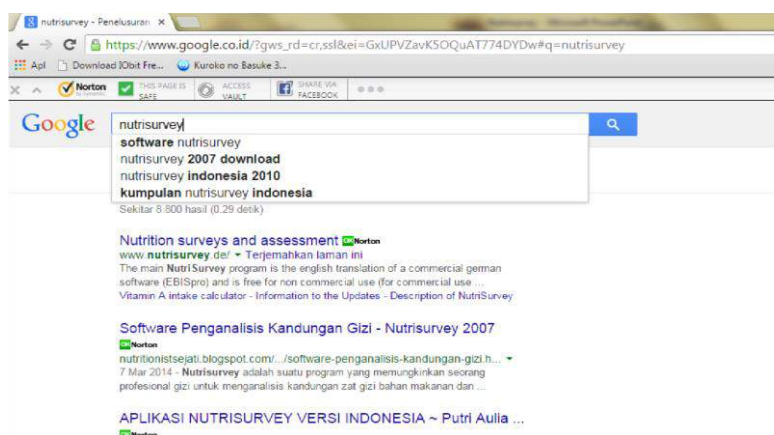 nutrisurvey - Penelusuran
https://www.google.co.id/?gws_rd=cr,ssl&ei=GxUPVZavK5OQuAT774DYDw#q=nutrisurvey
Apl Download IObit Fre... Kuroko no Basuke 3...
Norton THIS PAGE IS SAFE ACCESS VAULT SHARE VIA FACEBOOK
Google nutrisurvey
software nutrisurvey
nutrisurvey 2007 download
nutrisurvey indonesia 2010
kumpulan nutrisurvey indonesia
Sekitar 8.800 hasil (0.29 detik)
Nutrition surveys and assessment Norton
www.nutrisurvey.de/ Terjemahkan laman ini
The main NutriSurvey program is the english translation of a commercial german
software (EBISpro) and is free for non commercial use (for commercial use ...
Vitamin A intake calculator - Information to the Updates - Description of NutriSurvey
Software Penganalisis Kandungan Gizi - Nutrisurvey 2007
Norton
nutritionistsejati.blogspot.com/.../software-penganalisis-kandungan-gizi.h...
7 Mar 2014 - Nutrisurvey adalah suatu program yang memungkinkan seorang
profesional gizi untuk menganalisis kandungan zat gizi bahan makanan dan ...
APLIKASI NUTRISURVEY VERSI INDONESIA ~ Putri Aulia ...
Norton